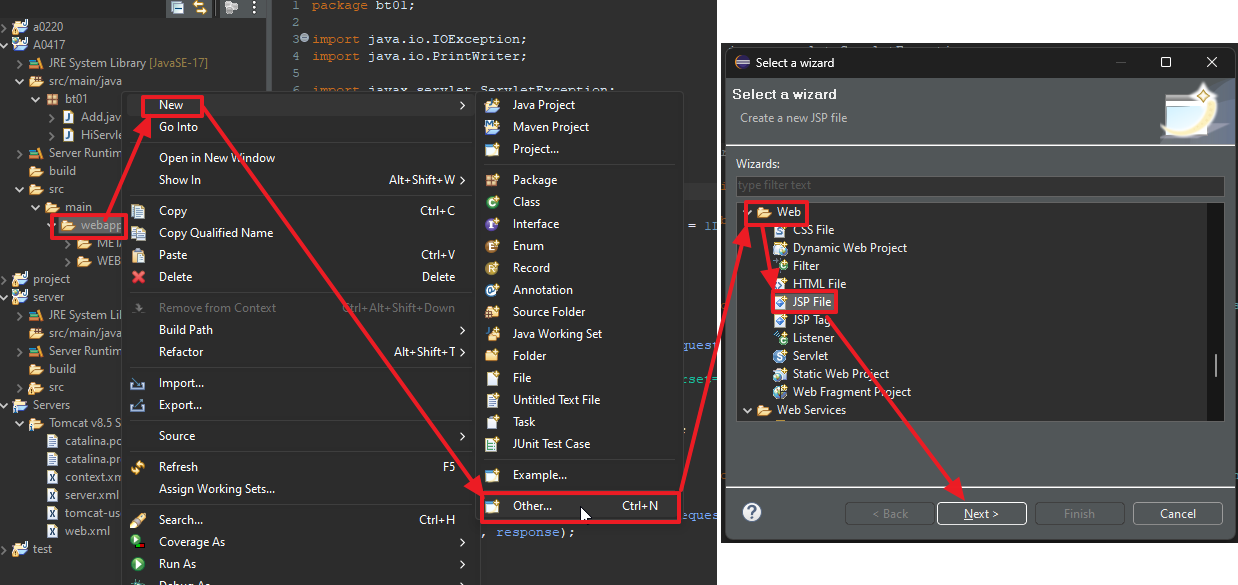 a0220
A0417
JRE System Library [JavaSE-17]
src/main/java
bt01
Add.jav
HiServle
Server Runtim
build
src
main
webapp
META
WEB
project
server
JRE System Lib
src/main/java
Server Runtim
build
src
Servers
Tomcat v8.5 S
catalina.po
catalina.pro
context.xm
server.xml
tomcat-use
web.xml
test
1 package bt01;
2
3 import java.io.IOException;
4 import java.io.PrintWriter;
5
6 import javax.servlet.ServletException;
= 1L
eques
rset=
eques
, response);
New
Go Into
Open in New Window
Show In Alt+Shift+W >
Copy Ctrl+C
Copy Qualified Name
Paste Ctrl+V
Delete Delete
Remove from Context Ctrl+Alt+Shift+Down
Build Path
Refactor Alt+Shift+T >
Import...
Export...
Source
Refresh F5
Assign Working Sets...
Search... Ctrl+H
Coverage As
Run As
Debug As
Java Project
Maven Project
Project...
Package
Class
Interface
Enum
Record
Annotation
Source Folder
Java Working Set
Folder
File
Untitled Text File
Task
JUnit Test Case
Example...
Other... Ctrl+N
Select a wizard
Select a wizard
Create a new JSP file
Wizards:
type filter text
Web
CSS File
Dynamic Web Project
Filter
HTML File
JSP File
JSP Tag
Listener
Servlet
Static Web Project
Web Fragment Project
Web Services
< Back
Next >
Finish
Cancel